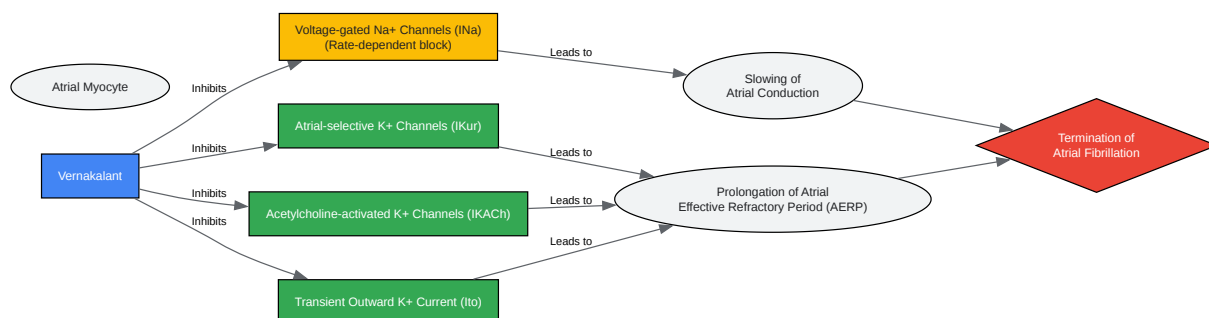 Voltage-gated Na+ Channels (INa)
(Rate-dependent block)
Leads to
Atrial Myocyte
Inhibits
Slowing of
Atrial Conduction
Atrial-selective K+ Channels (IKur)
Inhibits
Leads to
Termination of
Atrial Fibrillation
Vernakalant
Inhibits
Acetylcholine-activated K+ Channels (IKACh)
Leads to
Prolongation of Atrial
Effective Refractory Period (AERP)
Inhibits
Leads to
Transient Outward K+ Current (Ito)